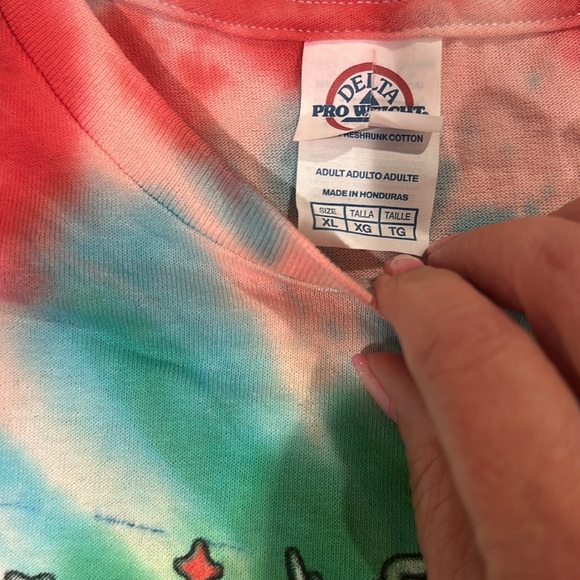 DELTA
PRO WEIGHT
PRESHRUNK COTTON
ADULT ADULTO ADULTE
MADE IN HONDURAS
SIZE TALLA TAILLE
XL XG TG